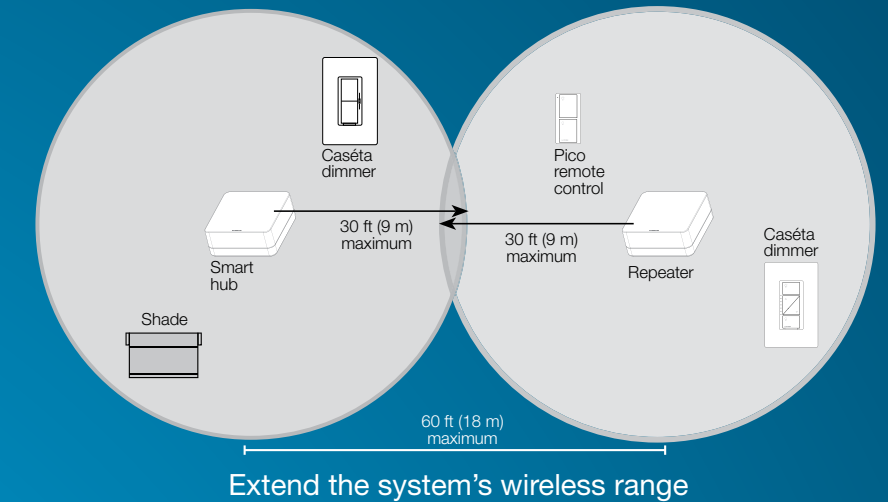 Caséta
dimmer
Pico
remote
control
30 ft (9 m)
maximum
30 ft (9 m)
maximum
Smart
hub
Repeater
Caséta
dimmer
Shade
60 ft (18 m)
maximum
Extend the system’s wireless range